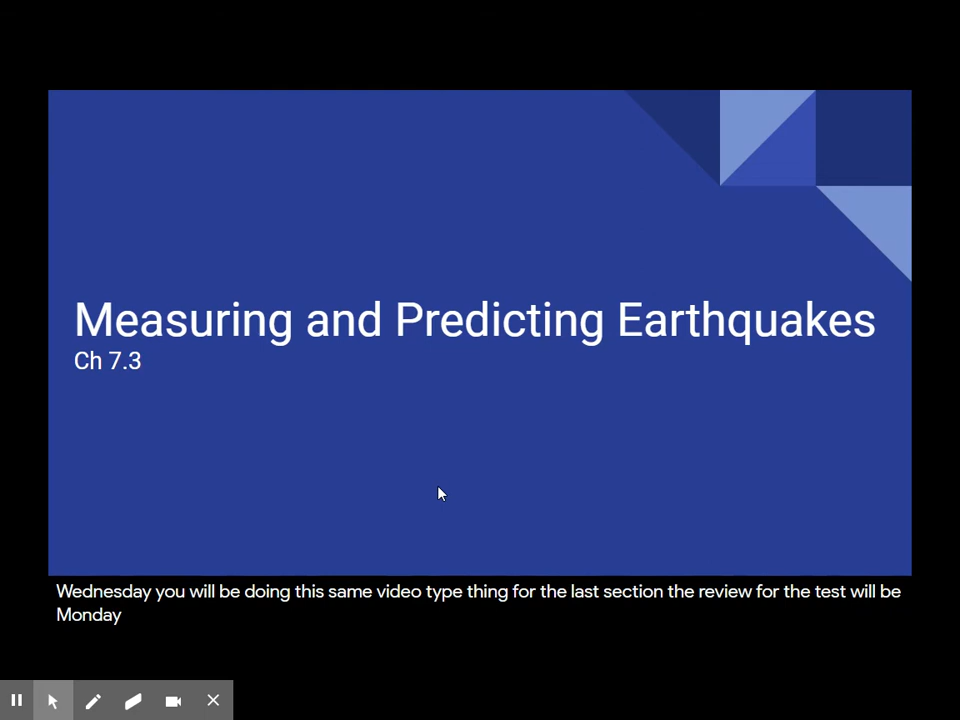 Measuring and Predicting Earthquakes
Ch 7.3
Wednesday you will be doing this same video type thing for the last section the review for the test will be
Monday